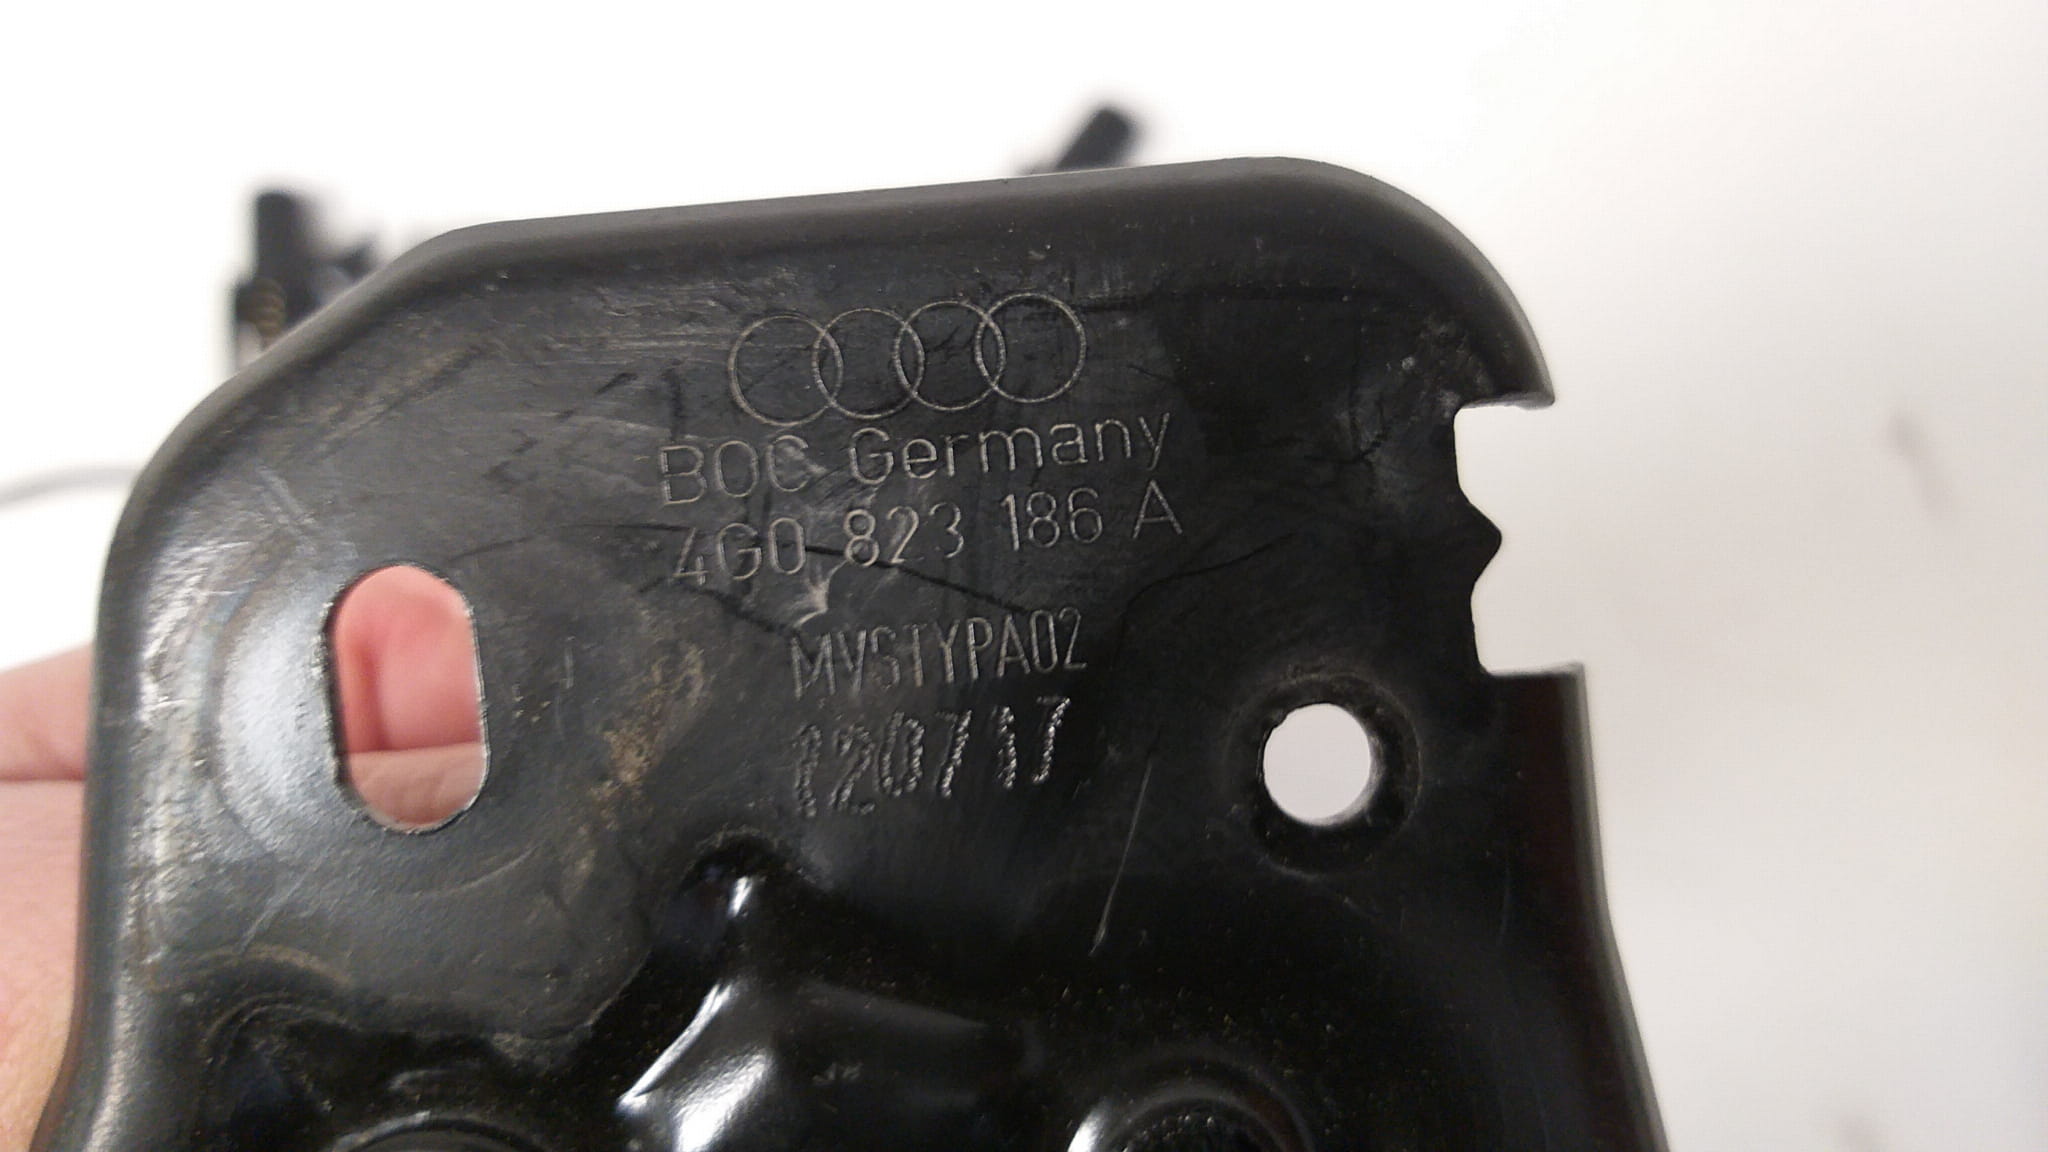 BOC Germany
4G0 823 186 A
MVSTYPA02
120717